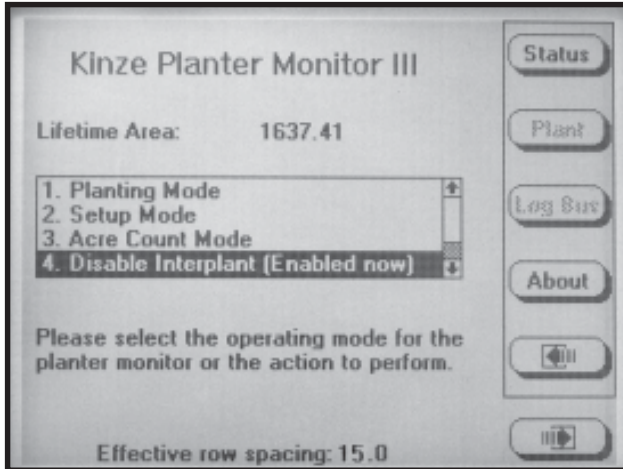 Kinze Planter Monitor III
Lifetime Area: 1637.41
1. Planting Mode
2. Setup Mode
3. Acre Count Mode
4. Disable Interplant (Enabled now)
Please select the operating mode for the
planter monitor or the action to perform.
Effective row spacing: 15.0
Status
Plant
Log Bus
About